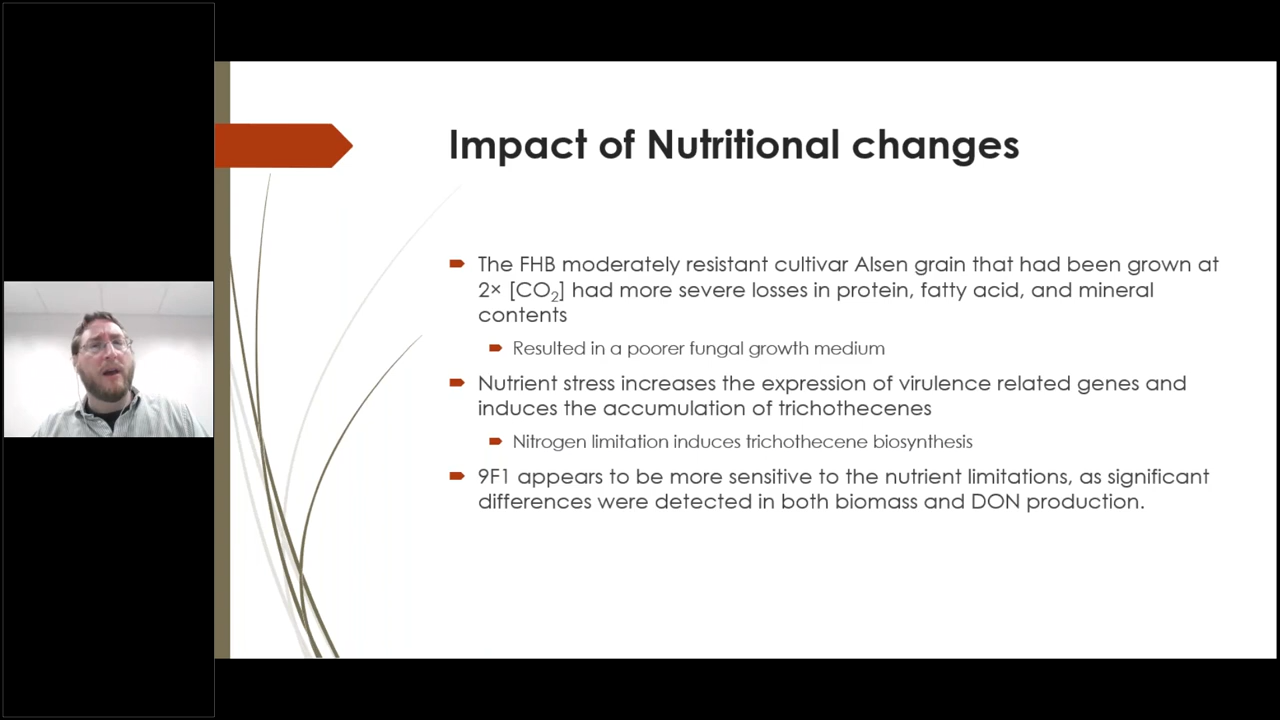 Impact of Nutritional changes
The FHB moderately resistant cultivar Alsen grain that had been grown at
2× [CO₂] had more severe losses in protein, fatty acid, and mineral
contents
Resulted in a poorer fungal growth medium
Nutrient stress increases the expression of virulence related genes and
induces the accumulation of trichothecenes
Nitrogen limitation induces trichothecene biosynthesis
9F1 appears to be more sensitive to the nutrient limitations, as significant
differences were detected in both biomass and DON production.